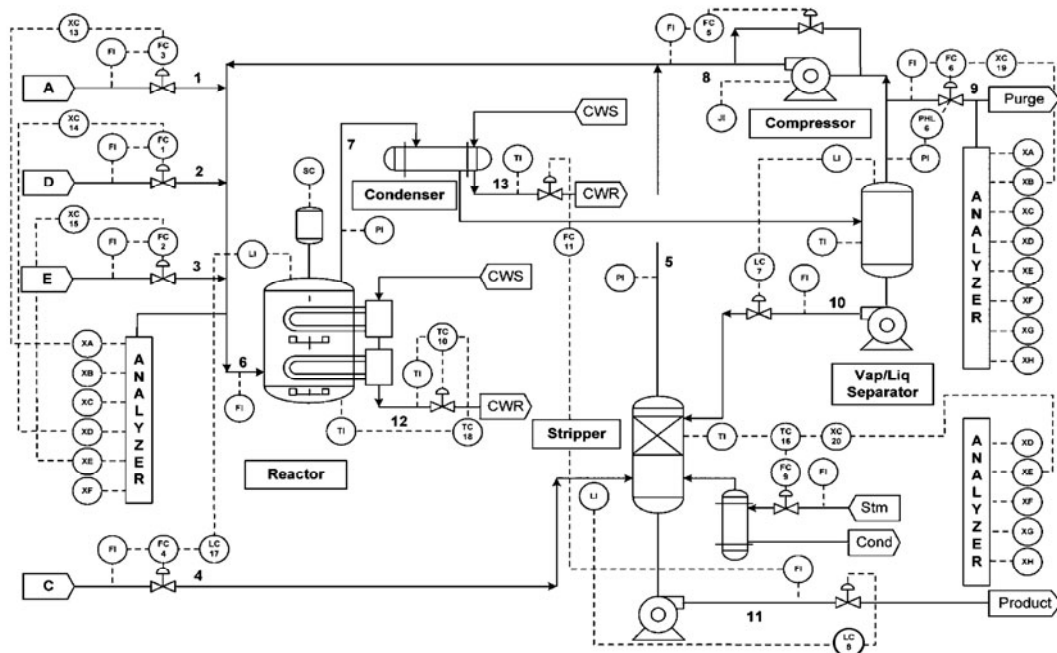 XC
13
FI
FC
3
A
1
XC
14
FI
FC
1
D
2
XC
15
FI
FC
2
E
3
LI
SC
7
CWS
Condenser
TI
13
CWR
PI
FC
11
FI
FC
5
8
JI
Compressor
FI
FC
6
XC
19
9
Purge
PHL
6
PI
LI
TI
LC
7
FI
10
Vap/Liq
Separator
ANALYZER
XA
XB
XC
XD
XE
XF
XG
XH
PI
5
CWS
TC
10
TI
12
CWR
TC
18
TI
6
FI
Reactor
ANALYZER
XA
XB
XC
XD
XE
XF
Stripper
TI
TC
16
XC
20
FC
9
FI
Stm
Cond
LI
ANALYZER
XD
XE
XF
XG
XH
FI
FC
4
LC
17
C
4
FI
11
Product
LC
8